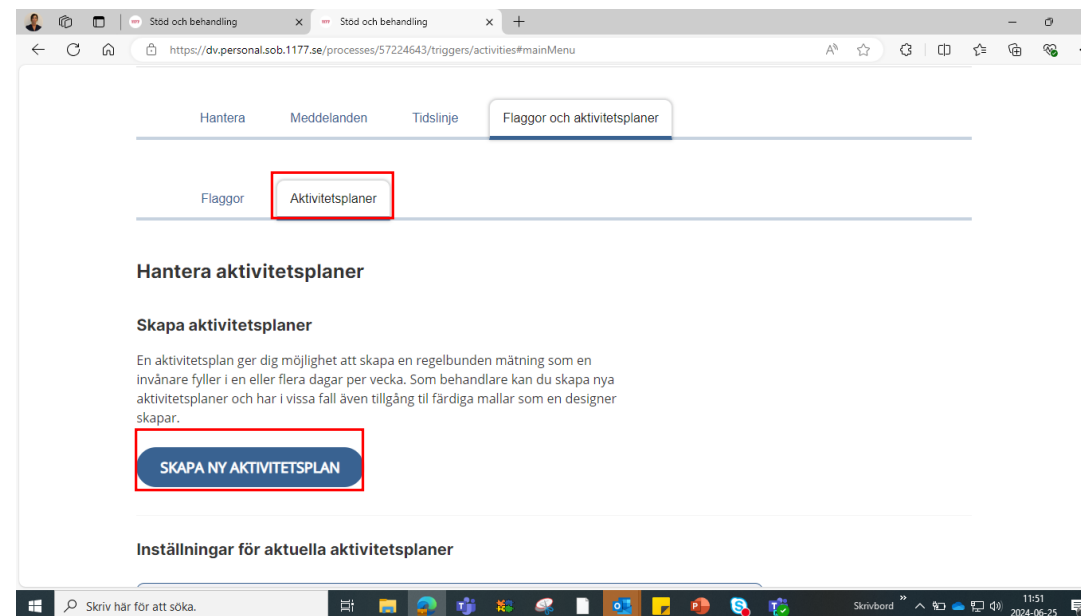 Stöd och behandling
Stöd och behandling
https://dv.personal.sob.1177.se/processes/57224643/triggers/activities#mainMenu
Hantera Meddelanden Tidslinje Flaggor och aktivitetsplaner
Flaggor Aktivitetsplaner
Hantera aktivitetsplaner
Skapa aktivitetsplaner
En aktivitetsplan ger dig möjlighet att skapa en regelbunden mätning som en
invånare fyller i en eller flera dagar per vecka. Som behandlare kan du skapa nya
aktivitetsplaner och har i vissa fall även tillgång til färdiga mallar som en designer
skapar.
SKAPA NY AKTIVITETSPLAN
Inställningar för aktuella aktivitetsplaner
Skriv här för att söka.
Skrivbord
11:51
2024-06-25